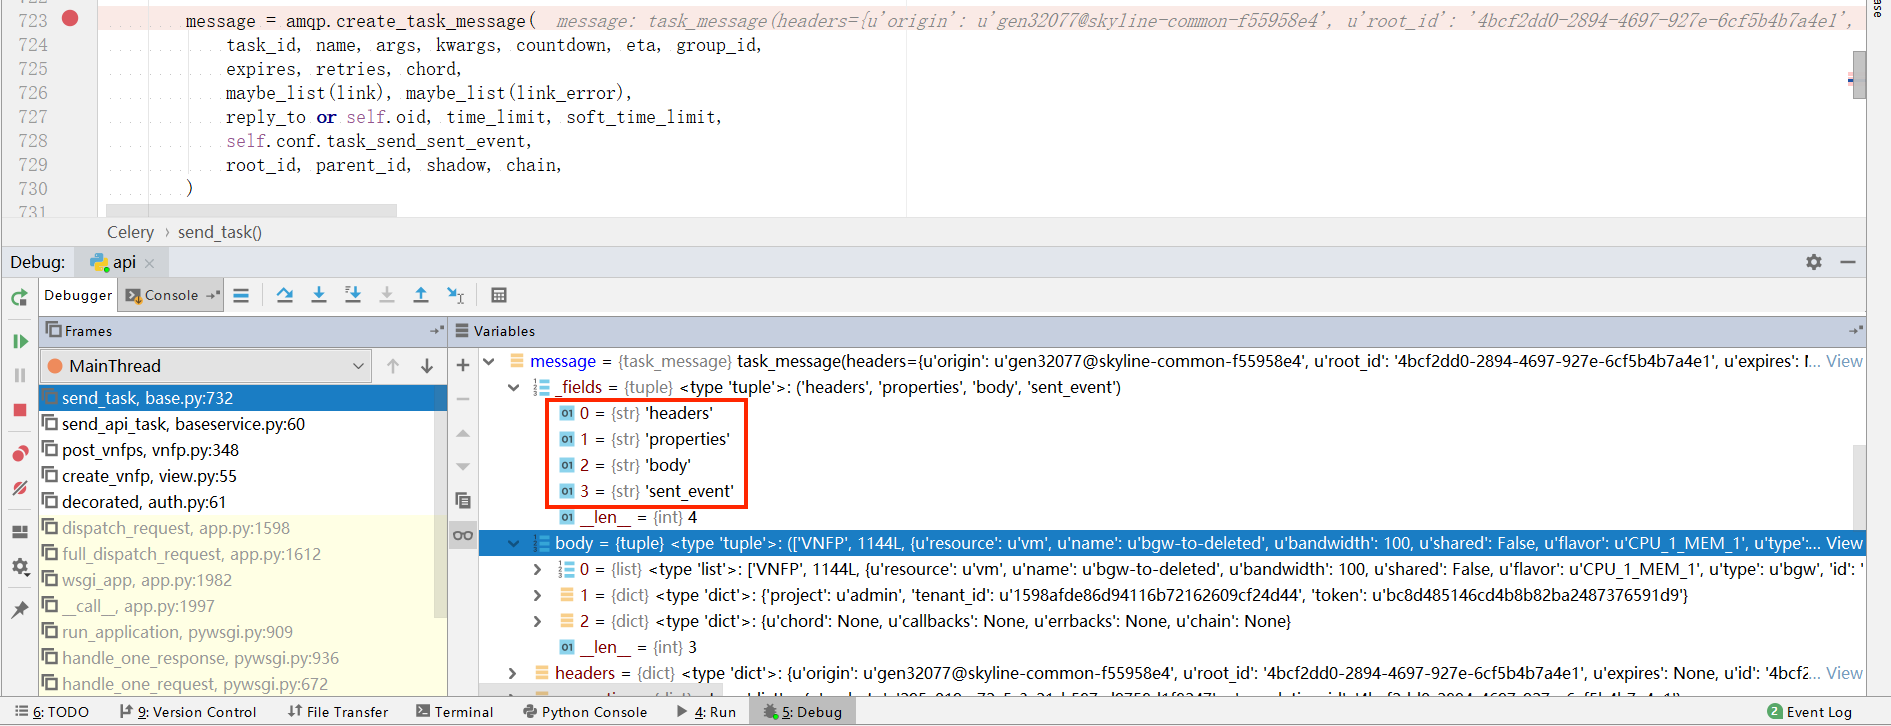 723 message = amqp.create_task_message( message: task_message(headers={u'origin': u'gen32077@skyline-common-f55958e4', u'root_id': '4bcf2dd0-2894-4697-927e-6cf5b4b7a4e1',
724 task_id, name, args, kwargs, countdown, eta, group_id,
725 expires, retries, chord,
726 maybe_list(link), maybe_list(link_error),
727 reply_to or self.oid, time_limit, soft_time_limit,
728 self.conf.task_send_sent_event,
729 root_id, parent_id, shadow, chain,
730 )
731
Celery › send_task()
Debug: api
Debugger Console
Frames
Variables
MainThread
send_task, base.py:732
send_api_task, baseservice.py:60
post_vnfps, vnfp.py:348
create_vnfp, view.py:55
decorated, auth.py:61
dispatch_request, app.py:1598
full_dispatch_request, app.py:1612
wsgi_app, app.py:1982
__call__, app.py:1997
run_application, pywsgi.py:909
handle_one_response, pywsgi.py:936
handle_one_request, pywsgi.py:672
message = {task_message} task_message(headers={u'origin': u'gen32077@skyline-common-f55958e4', u'root_id': '4bcf2dd0-2894-4697-927e-6cf5b4b7a4e1', u'expires': N... View
_fields = {tuple} <type 'tuple'>: ('headers', 'properties', 'body', 'sent_event')
01 0 = {str} 'headers'
01 1 = {str} 'properties'
01 2 = {str} 'body'
01 3 = {str} 'sent_event'
01 __len__ = {int} 4
body = {tuple} <type 'tuple'>: (['VNFP', 1144L, {u'resource': u'vm', u'name': u'bgw-to-deleted', u'bandwidth': 100, u'shared': False, u'flavor': u'CPU_1_MEM_1', u'type':... View
0 = {list} <type 'list'>: ['VNFP', 1144L, {u'resource': u'vm', u'name': u'bgw-to-deleted', u'bandwidth': 100, u'shared': False, u'flavor': u'CPU_1_MEM_1', u'type': u'bgw', 'id': '
1 = {dict} <type 'dict'>: {'project': u'admin', 'tenant_id': u'1598afde86d94116b72162609cf24d44', 'token': u'bc8d485146cd4b8b82ba2487376591d9'}
2 = {dict} <type 'dict'>: {u'chord': None, u'callbacks': None, u'errbacks': None, u'chain': None}
01 __len__ = {int} 3
headers = {dict} <type 'dict'>: {u'origin': u'gen32077@skyline-common-f55958e4', u'root_id': '4bcf2dd0-2894-4697-927e-6cf5b4b7a4e1', u'expires': None, u'id': '4bcf2... View
6: TODO 9: Version Control File Transfer Terminal Python Console 4: Run 5: Debug 2 Event Log